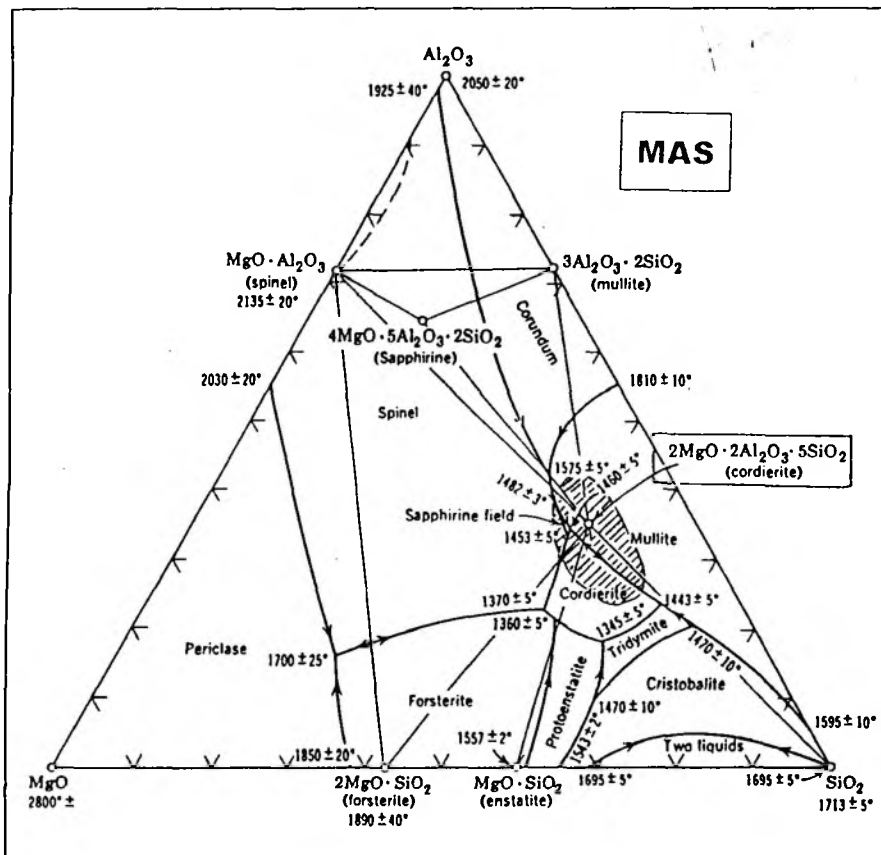 Al₂O₃
1925 ± 40°
2050 ± 20°
MAS
MgO · Al₂O₃
(spinel)
2135 ± 20°
3Al₂O₃ · 2SiO₂
(mullite)
4MgO · 5Al₂O₃ · 2SiO₂
(Sapphirine)
Corundum
2030 ± 20°
1810 ± 10°
Spinel
2MgO · 2Al₂O₃ · 5SiO₂
(cordierite)
1575 ± 5°
1460 ± 5°
1482 ± 3°
Sapphirine field
1453 ± 5°
Mullite
Cordierite
1370 ± 5°
1360 ± 5°
1443 ± 5°
1345 ± 5°
Tridymite
1470 ± 10°
Periclase
1700 ± 25°
Cristobalite
Forsterite
Protoenstatite
1470 ± 10°
1595 ± 10°
1557 ± 2°
1543 ± 2°
1850 ± 20°
Two liquids
MgO
2800° ±
2MgO · SiO₂
(forsterite)
1890 ± 40°
MgO · SiO₂
(enstatite)
1695 ± 5°
1695 ± 5°
SiO₂
1713 ± 5°